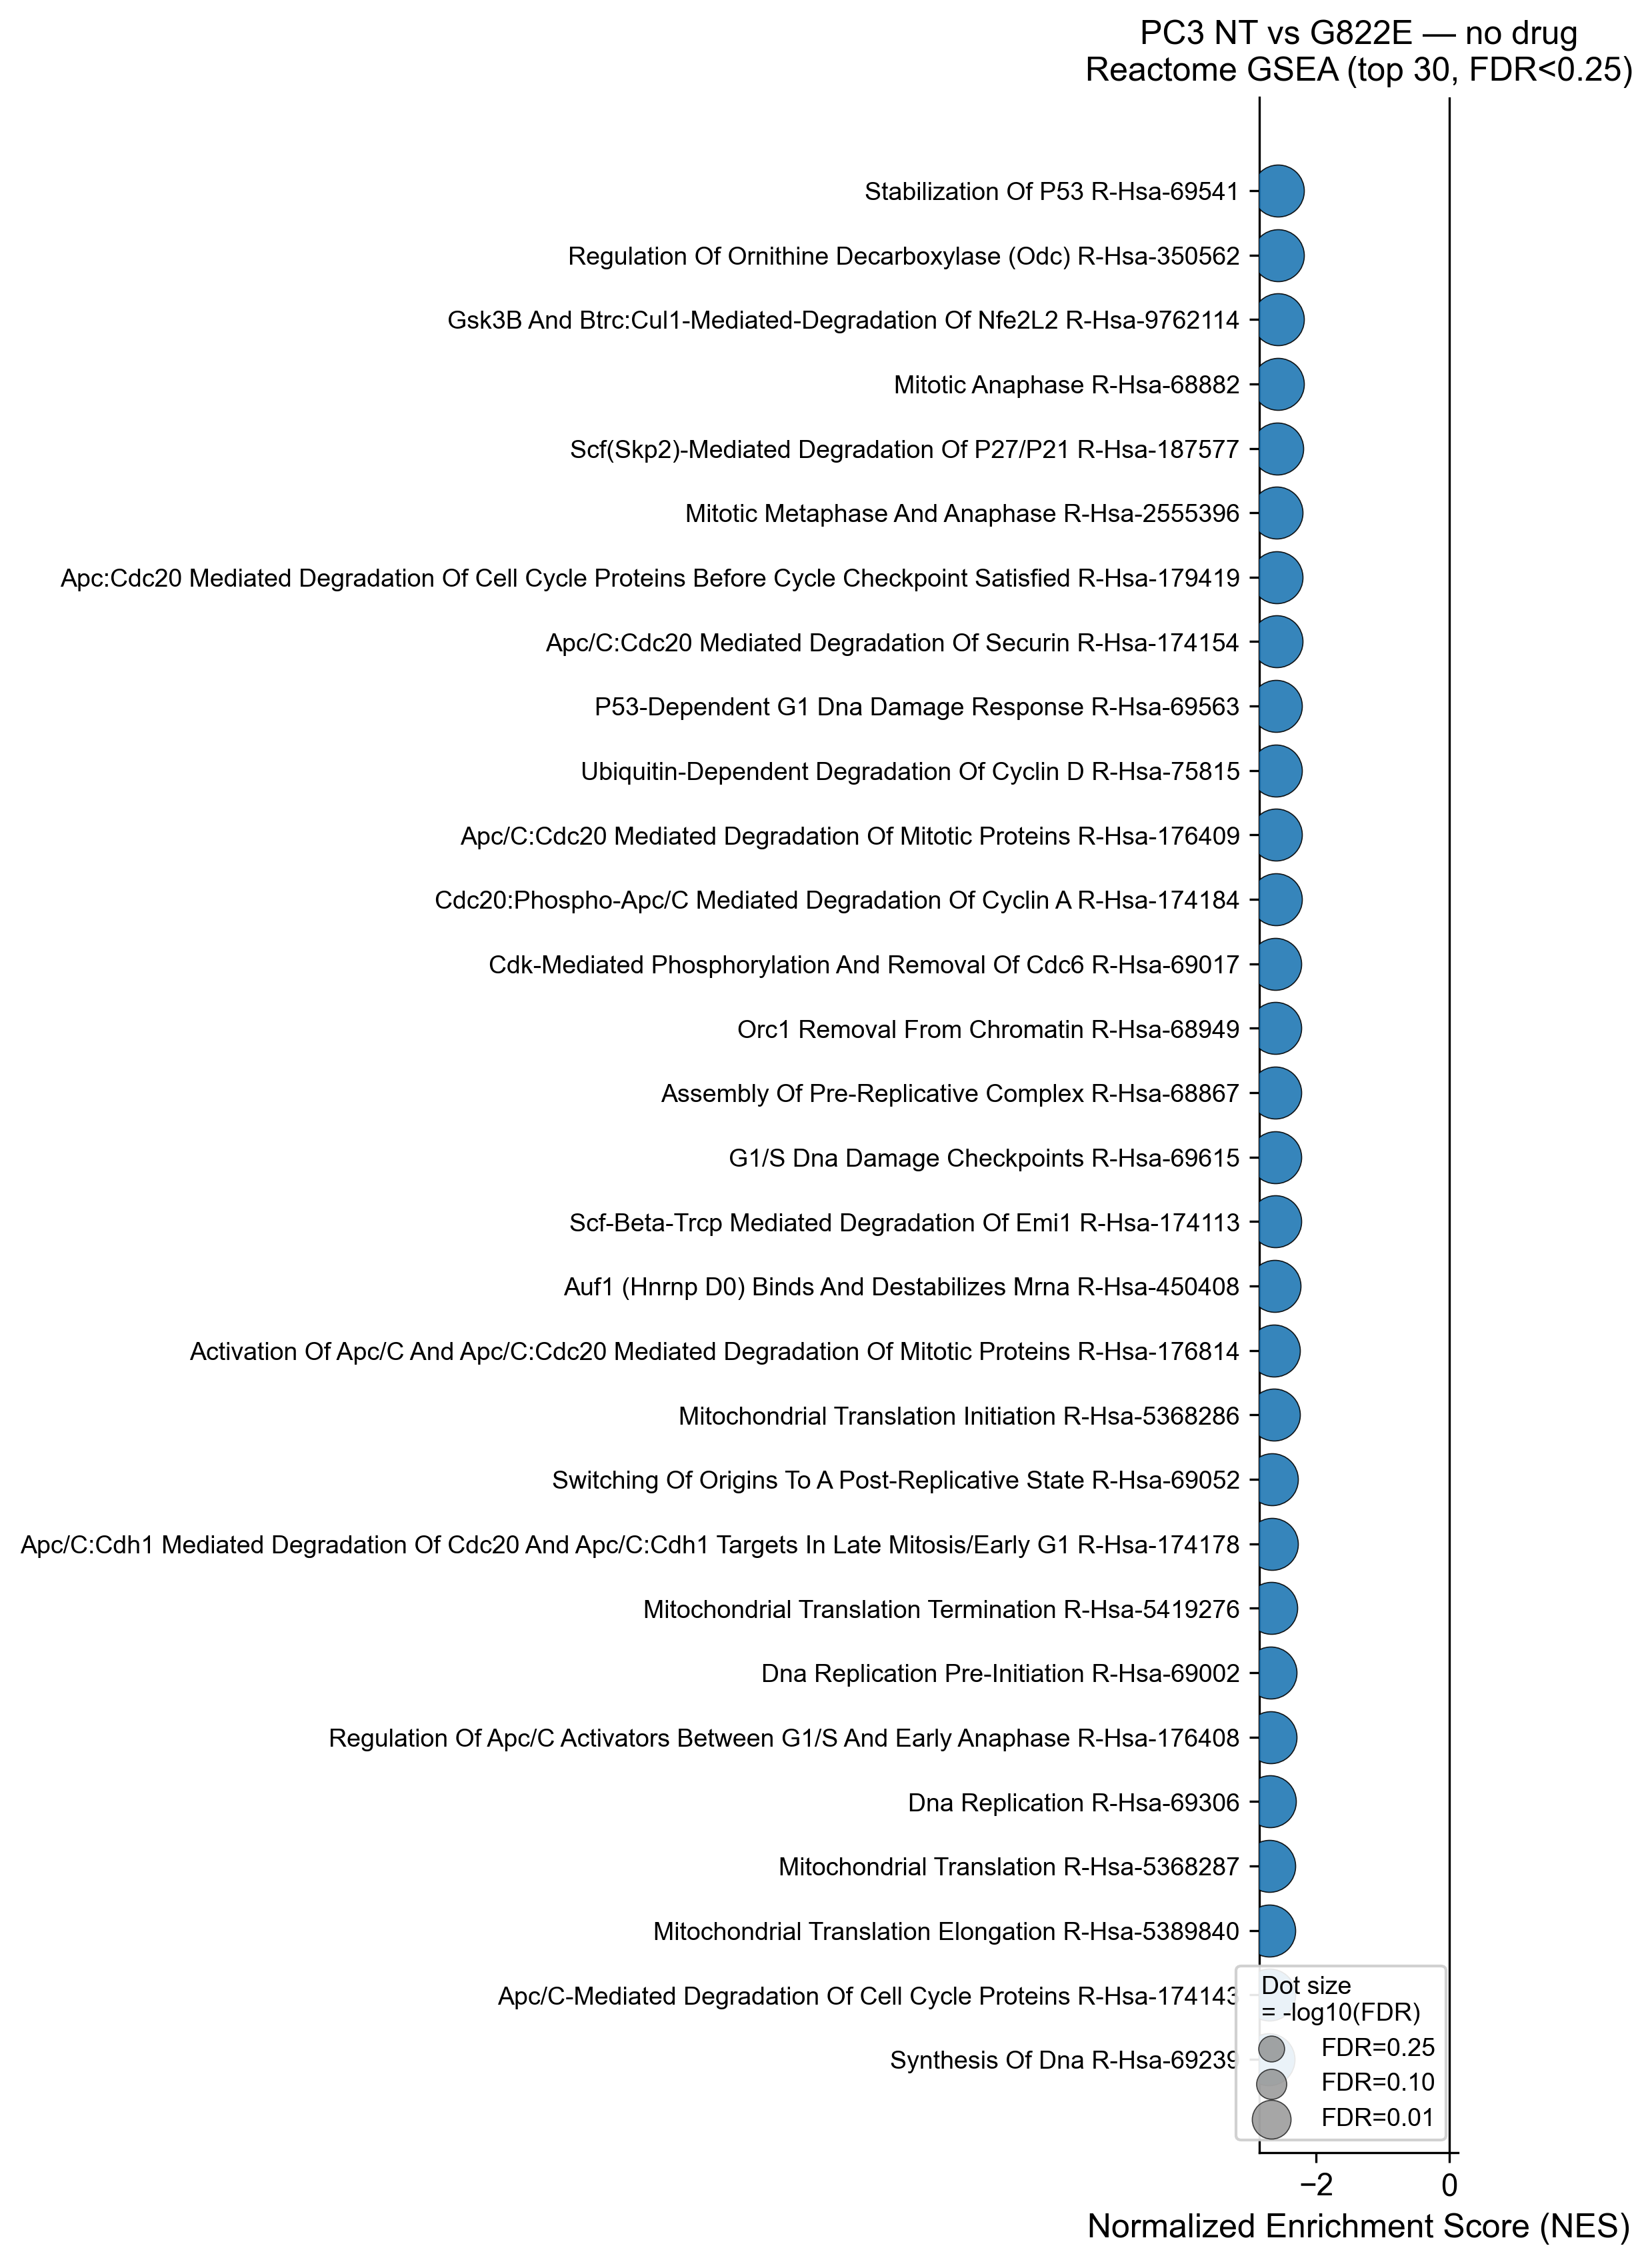 PC3 NT vs G822E — no drug
Reactome GSEA (top 30, FDR<0.25)
Stabilization Of P53 R-Hsa-69541
Regulation Of Ornithine Decarboxylase (Odc) R-Hsa-350562
Gsk3B And Btrc:Cul1-Mediated-Degradation Of Nfe2L2 R-Hsa-9762114
Mitotic Anaphase R-Hsa-68882
Scf(Skp2)-Mediated Degradation Of P27/P21 R-Hsa-187577
Mitotic Metaphase And Anaphase R-Hsa-2555396
Apc:Cdc20 Mediated Degradation Of Cell Cycle Proteins Before Cycle Checkpoint Satisfied R-Hsa-179419
Apc/C:Cdc20 Mediated Degradation Of Securin R-Hsa-174154
P53-Dependent G1 Dna Damage Response R-Hsa-69563
Ubiquitin-Dependent Degradation Of Cyclin D R-Hsa-75815
Apc/C:Cdc20 Mediated Degradation Of Mitotic Proteins R-Hsa-176409
Cdc20:Phospho-Apc/C Mediated Degradation Of Cyclin A R-Hsa-174184
Cdk-Mediated Phosphorylation And Removal Of Cdc6 R-Hsa-69017
Orc1 Removal From Chromatin R-Hsa-68949
Assembly Of Pre-Replicative Complex R-Hsa-68867
G1/S Dna Damage Checkpoints R-Hsa-69615
Scf-Beta-Trcp Mediated Degradation Of Emi1 R-Hsa-174113
Auf1 (Hnrnp D0) Binds And Destabilizes Mrna R-Hsa-450408
Activation Of Apc/C And Apc/C:Cdc20 Mediated Degradation Of Mitotic Proteins R-Hsa-176814
Mitochondrial Translation Initiation R-Hsa-5368286
Switching Of Origins To A Post-Replicative State R-Hsa-69052
Apc/C:Cdh1 Mediated Degradation Of Cdc20 And Apc/C:Cdh1 Targets In Late Mitosis/Early G1 R-Hsa-174178
Mitochondrial Translation Termination R-Hsa-5419276
Dna Replication Pre-Initiation R-Hsa-69002
Regulation Of Apc/C Activators Between G1/S And Early Anaphase R-Hsa-176408
Dna Replication R-Hsa-69306
Mitochondrial Translation R-Hsa-5368287
Mitochondrial Translation Elongation R-Hsa-5389840
Apc/C-Mediated Degradation Of Cell Cycle Proteins R-Hsa-174143
Synthesis Of Dna R-Hsa-69239
Dot size
= -log10(FDR)
FDR=0.25
FDR=0.10
FDR=0.01
−2 0
Normalized Enrichment Score (NES)